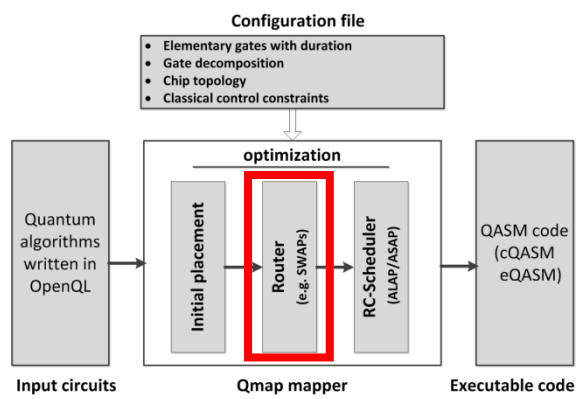 Configuration file
• Elementary gates with duration
• Gate decomposition
• Chip topology
• Classical control constraints
optimization
Quantum
algorithms
written in
OpenQL
Initial placement
Router
(e.g. SWAPs)
RC-Scheduler
(ALAP/ASAP)
QASM code
(cQASM
eQASM)
Input circuits
Qmap mapper
Executable code